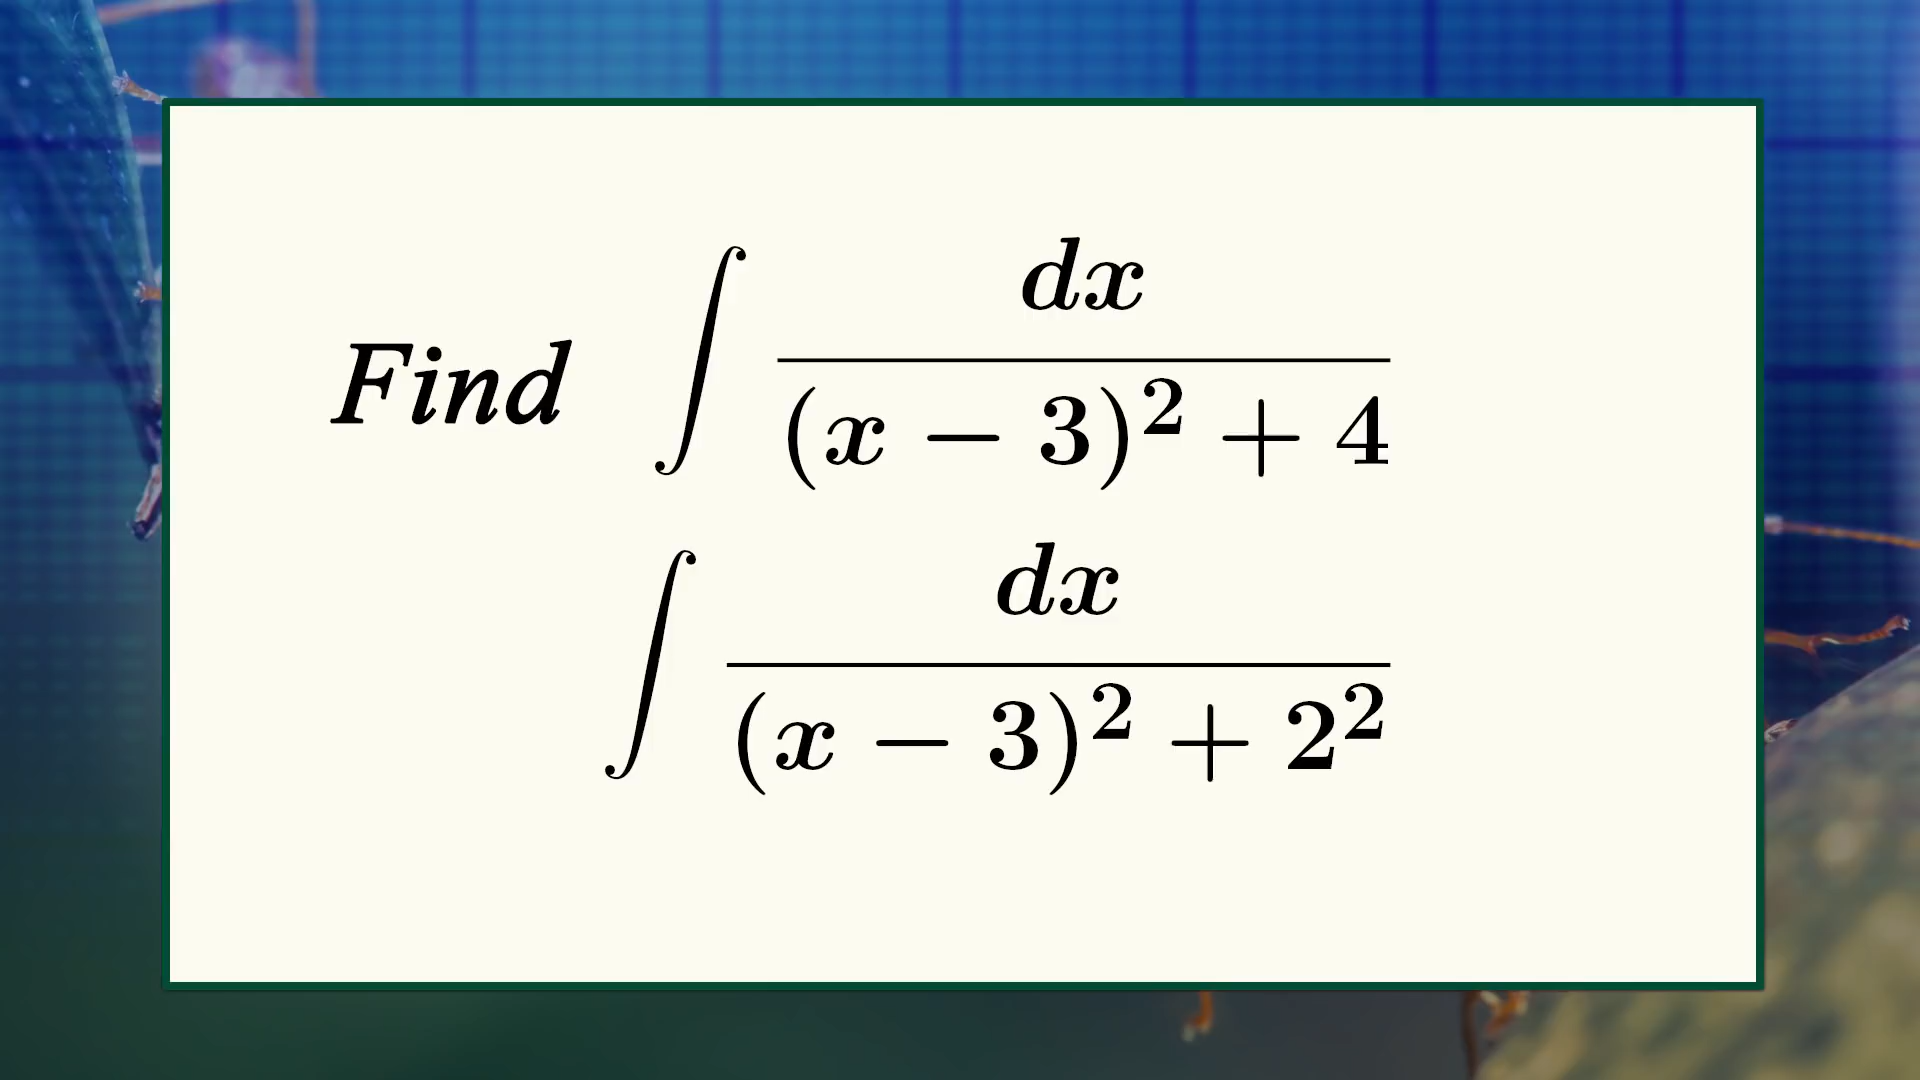 Find ∫ dx / ((x − 3)² + 4)
∫ dx / ((x − 3)² + 2²)